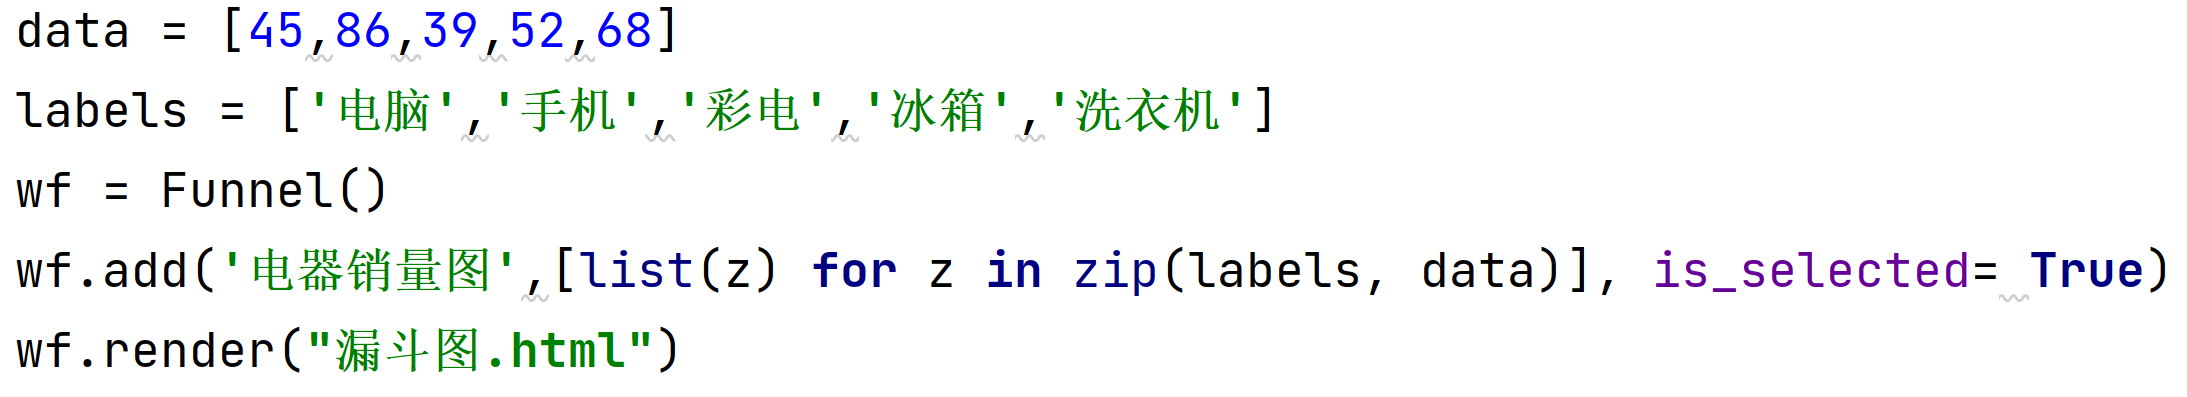 data = [45,86,39,52,68]
labels = ['电脑','手机','彩电','冰箱','洗衣机']
wf = Funnel()
wf.add('电器销量图',[list(z) for z in zip(labels, data)], is_selected= True)
wf.render("漏斗图.html")